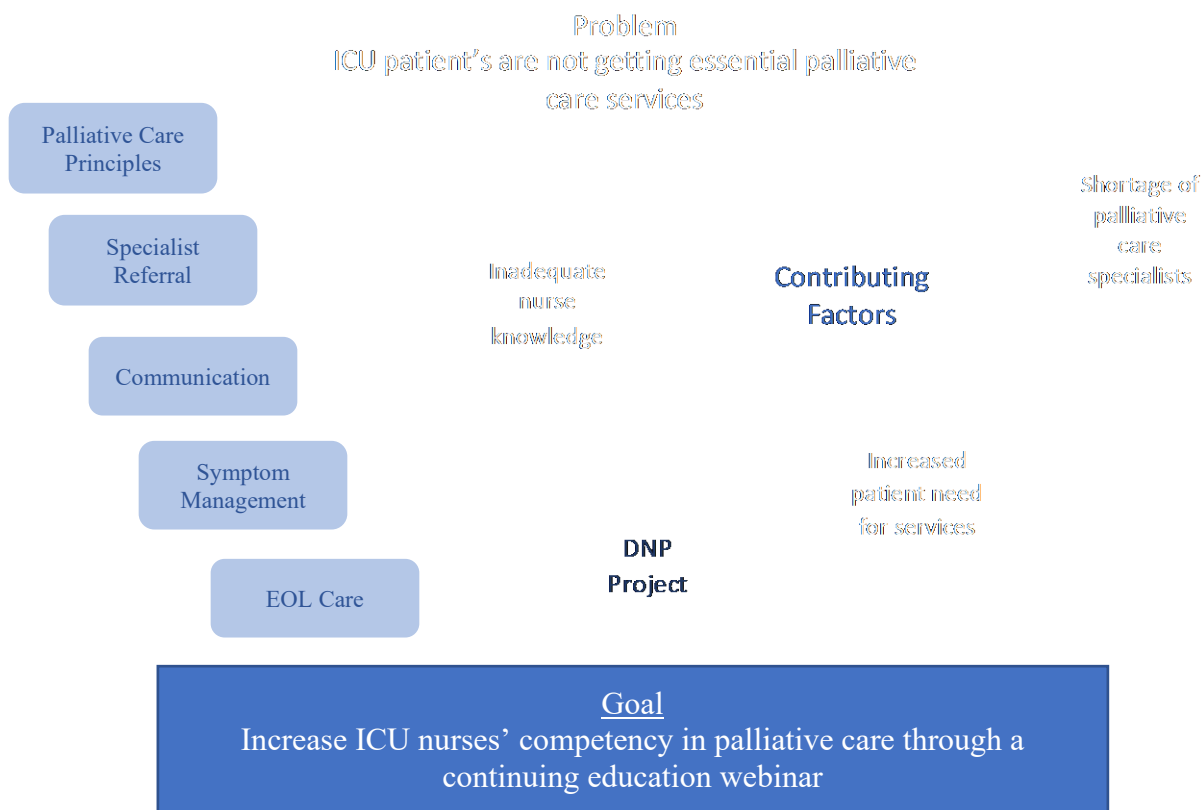 Problem
ICU patient's are not getting essential palliative
care services
Palliative Care
Principles
Specialist
Referral
Communication
Symptom
Management
EOL Care
Inadequate
nurse
knowledge
Contributing
Factors
Shortage of
palliative
care
specialists
Increased
patient need
for services
DNP
Project
Goal
Increase ICU nurses’ competency in palliative care through a
continuing education webinar